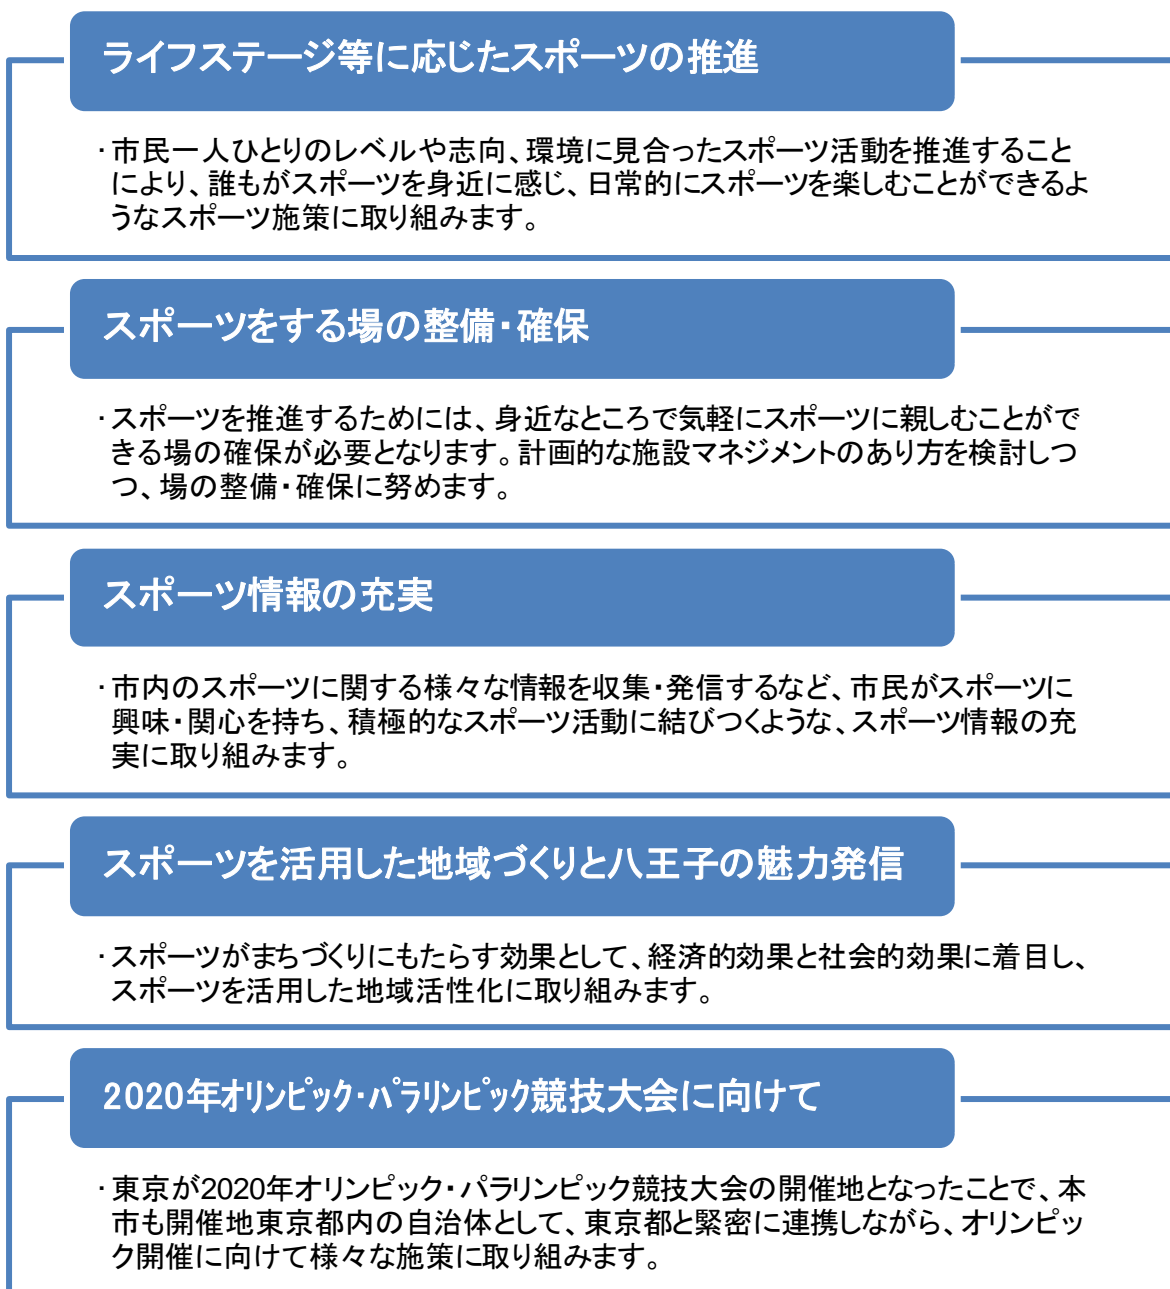 ライフステージ等に応じたスポーツの推進
・市民一人ひとりのレベルや志向、環境に見合ったスポーツ活動を推進すること
により、誰もがスポーツを身近に感じ、日常的にスポーツを楽しむことができるよ
うなスポーツ施策に取り組みます。
スポーツをする場の整備・確保
・スポーツを推進するためには、身近なところで気軽にスポーツに親しむことがで
きる場の確保が必要となります。計画的な施設マネジメントのあり方を検討しつ
つ、場の整備・確保に努めます。
スポーツ情報の充実
・市内のスポーツに関する様々な情報を収集・発信するなど、市民がスポーツに
興味・関心を持ち、積極的なスポーツ活動に結びつくような、スポーツ情報の充
実に取り組みます。
スポーツを活用した地域づくりと八王子の魅力発信
・スポーツがまちづくりにもたらす効果として、経済的効果と社会的効果に着目し、
スポーツを活用した地域活性化に取り組みます。
2020年ｵﾘﾝﾋﾟｯｸ・ﾊﾟﾗﾘﾝﾋﾟｯｸ競技大会に向けて
・東京が2020年オリンピック・パラリンピック競技大会の開催地となったことで、本
市も開催地東京都内の自治体として、東京都と緊密に連携しながら、オリンピッ
ク開催に向けて様々な施策に取り組みます。